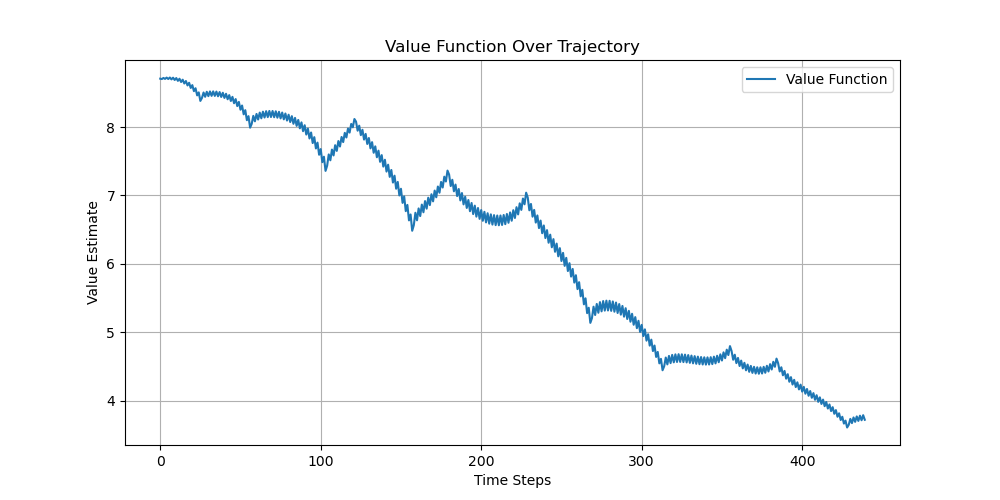 Value Function Over Trajectory
Value Function
Value Estimate
8
7
6
5
4
0 100 200 300 400
Time Steps